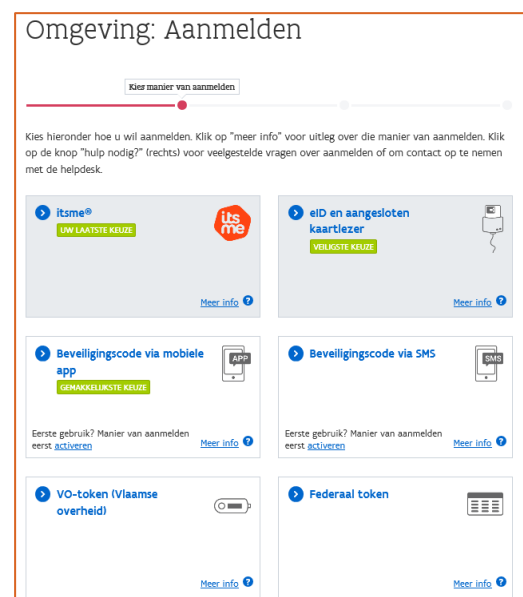 Omgeving: Aanmelden
Kies manier van aanmelden
Kies hieronder hoe u wil aanmelden. Klik op "meer info" voor uitleg over die manier van aanmelden. Klik
op de knop "hulp nodig?" (rechts) voor veelgestelde vragen over aanmelden of om contact op te nemen
met de helpdesk.
itsme®
UW LAATSTE KEUZE
its
me
Meer info ?
eID en aangesloten
kaartlezer
VEILIGSTE KEUZE
Meer info ?
Beveiligingscode via mobiele
app
GEMAKKELIJKSTE KEUZE
APP
Eerste gebruik? Manier van aanmelden
eerst activeren
Meer info ?
Beveiligingscode via SMS
SMS
Eerste gebruik? Manier van aanmelden
eerst activeren
Meer info ?
VO-token (Vlaamse
overheid)
Meer info ?
Federaal token
Meer info ?